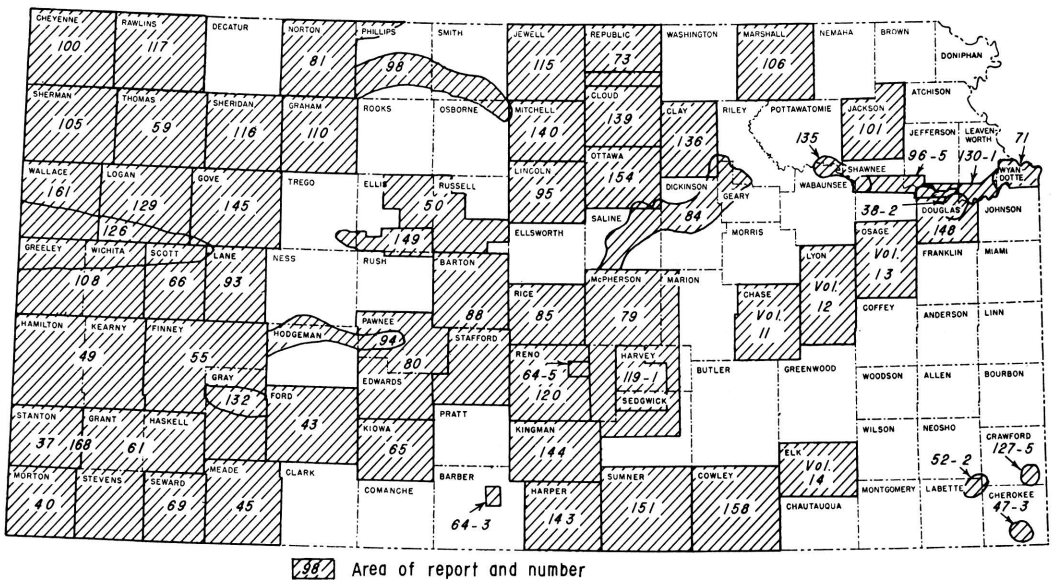 CHEYENNE
100
RAWLINS
117
DECATUR
NORTON
81
PHILLIPS
98
SMITH
JEWELL
115
REPUBLIC
73
WASHINGTON
MARSHALL
106
NEMAHA
BROWN
DONIPHAN
SHERMAN
105
THOMAS
59
SHERIDAN
116
GRAHAM
110
ROOKS
OSBORNE
MITCHELL
140
CLOUD
139
CLAY
136
RILEY
POTTAWATOMIE
135
JACKSON
101
ATCHISON
JEFFERSON
96-5
LEAVEN-
WORTH
130-1
71
WYAN
DOTTE
WALLACE
161
LOGAN
129
126
GOVE
145
TREGO
ELLIS
RUSSELL
50
149
LINCOLN
95
OTTAWA
154
SALINE
DICKINSON
84
GEARY
WABAUNSEE
SHAWNEE
38-2
DOUGLAS
148
JOHNSON
GREELEY
WICHITA
108
SCOTT
66
LANE
93
NESS
RUSH
BARTON
88
ELLSWORTH
RICE
85
McPHERSON
79
MARION
MORRIS
CHASE
Vol.
11
LYON
Vol.
12
OSAGE
Vol.
13
FRANKLIN
MIAMI
COFFEY
ANDERSON
LINN
HAMILTON
KEARNY
49
FINNEY
55
HODGEMAN
PAWNEE
94
80
STAFFORD
EDWARDS
RENO
64-5
120
HARVEY
119-1
SEDGWICK
BUTLER
GREENWOOD
WOODSON
ALLEN
BOURBON
GRAY
132
FORD
43
KIOWA
65
PRATT
KINGMAN
144
STANTON
37
168
GRANT
61
HASKELL
ELK
Vol.
14
WILSON
NEOSHO
52-2
CRAWFORD
127-5
MORTON
40
STEVENS
SEWARD
69
MEADE
45
CLARK
COMANCHE
BARBER
64-3
HARPER
143
SUMNER
151
COWLEY
158
CHAUTAUQUA
MONTGOMERY
LABETTE
CHEROKEE
47-3
98 Area of report and number